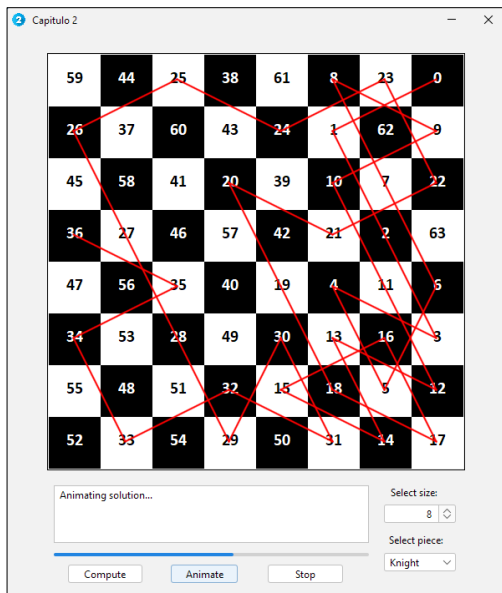 2 Capitulo 2
59 44 25 38 61 8 23 0
26 37 60 43 24 1 62 9
45 58 41 20 39 10 7 22
36 27 46 57 42 21 2 63
47 56 35 40 19 4 11 6
34 53 28 49 30 13 16 3
55 48 51 32 15 18 5 12
52 33 54 29 50 31 14 17
Animating solution...
Select size:
8
Select piece:
Knight
Compute Animate Stop